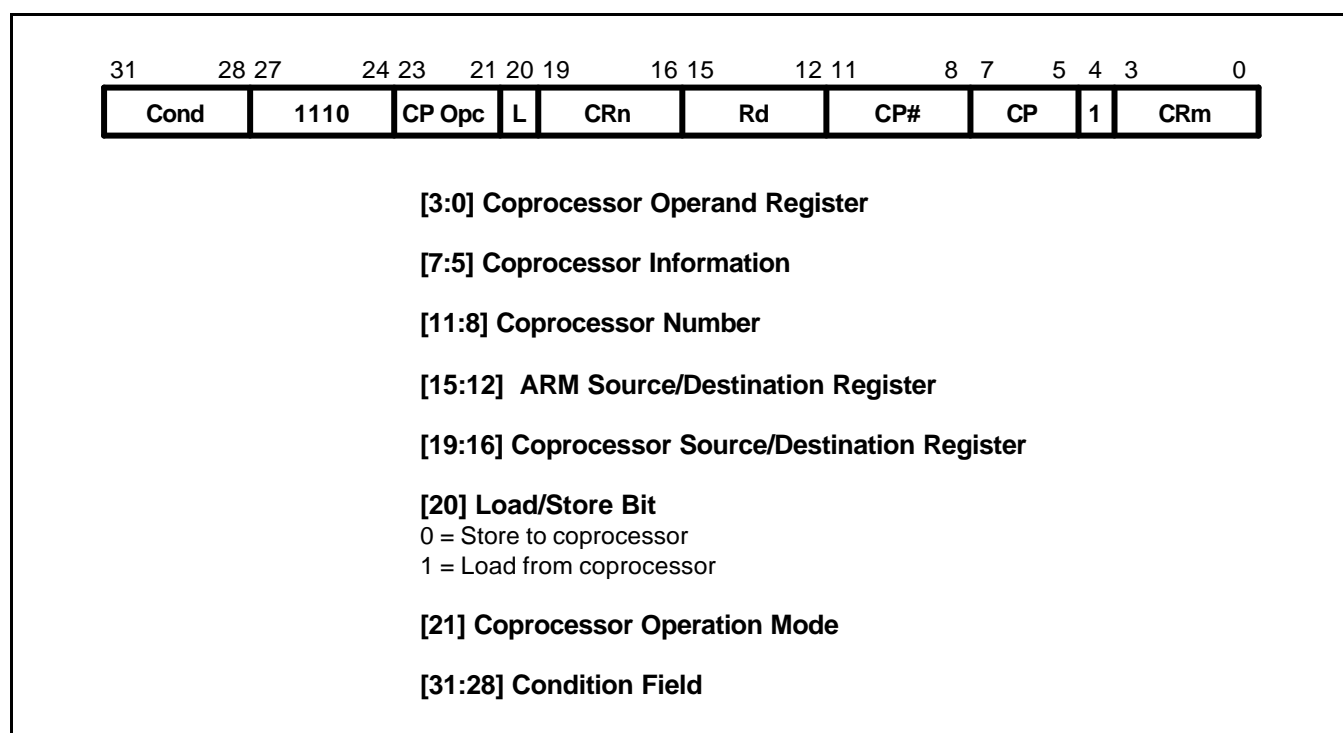 31 28 27 24 23 21 20 19 16 15 12 11 8 7 5 4 3 0
Cond 1110 CP Opc L CRn Rd CP# CP 1 CRm
[3:0] Coprocessor Operand Register
[7:5] Coprocessor Information
[11:8] Coprocessor Number
[15:12] ARM Source/Destination Register
[19:16] Coprocessor Source/Destination Register
[20] Load/Store Bit
0 = Store to coprocessor
1 = Load from coprocessor
[21] Coprocessor Operation Mode
[31:28] Condition Field